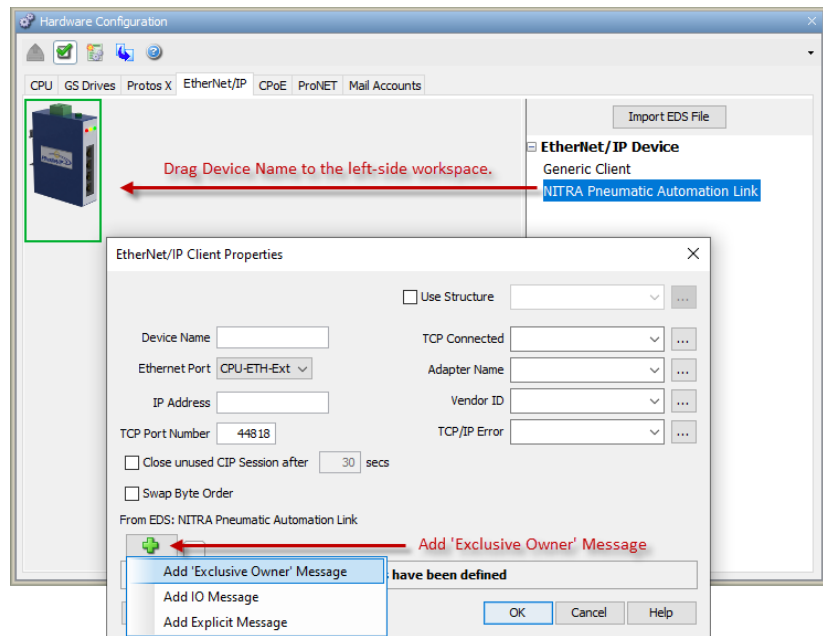 Hardware Configuration
CPU GS Drives Protos X EtherNet/IP CPoE ProNET Mail Accounts
Import EDS File
EtherNet/IP Device
Generic Client
NITRA Pneumatic Automation Link
Drag Device Name to the left-side workspace.
EtherNet/IP Client Properties
Use Structure
...
Device Name
TCP Connected
...
Ethernet Port CPU-ETH-Ext
Adapter Name
...
IP Address
Vendor ID
...
TCP Port Number 44818
TCP/IP Error
...
Close unused CIP Session after 30 secs
Swap Byte Order
From EDS: NITRA Pneumatic Automation Link
Add 'Exclusive Owner' Message
Add 'Exclusive Owner' Message
have been defined
Add IO Message
Add Explicit Message
OK Cancel Help